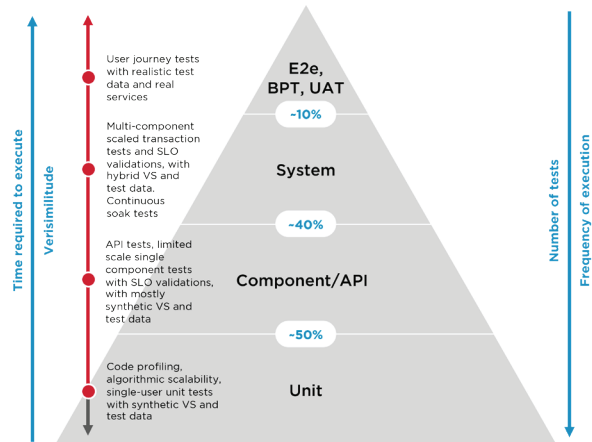 Time required to execute
Verisimilitude
User journey tests
with realistic test
data and real
services
Multi-component
scaled transaction
tests and SLO
validations, with
hybrid VS and
test data.
Continuous
soak tests
API tests, limited
scale single
component tests
with SLO validations,
with mostly
synthetic VS and
test data
Code profiling,
algorithmic scalability,
single-user unit tests
with synthetic VS and
test data
E2e,
BPT, UAT
~10%
System
~40%
Component/API
~50%
Unit
Number of tests
Frequency of execution